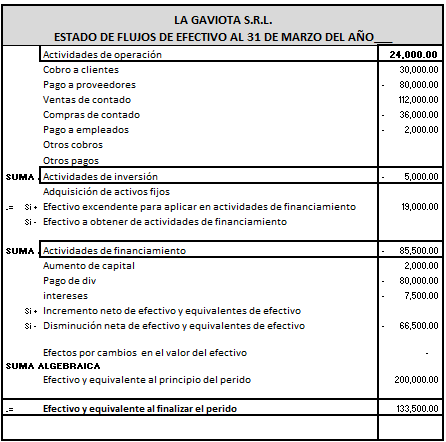 LA GAVIOTA S.R.L.
ESTADO DE FLUJOS DE EFECTIVO AL 31 DE MARZO DEL AÑO___
Actividades de operación 24,000.00
Cobro a clientes 30,000.00
Pago a proveedores - 80,000.00
Ventas de contado 112,000.00
Compras de contado - 36,000.00
Pago a empleados - 2,000.00
Otros cobros
Otros pagos
SUMA Actividades de inversión - 5,000.00
Adquisición de activos fijos
.= Si + Efectivo excendente para aplicar en actividades de financiamiento 19,000.00
Si - Efectivo a obtener de actividades de financiamiento
SUMA Actividades de financiamiento - 85,500.00
Aumento de capital 2,000.00
Pago de div - 80,000.00
intereses - 7,500.00
Si + Incremento neto de efectivo y equivalentes de efectivo
Si - Disminución neta de efectivo y equivalentes de efectivo - 66,500.00
Efectos por cambios en el valor del efectivo -
SUMA ALGEBRAICA
Efectivo y equivalente al principio del perido 200,000.00
.= Efectivo y equivalente al finalizar el perido 133,500.00